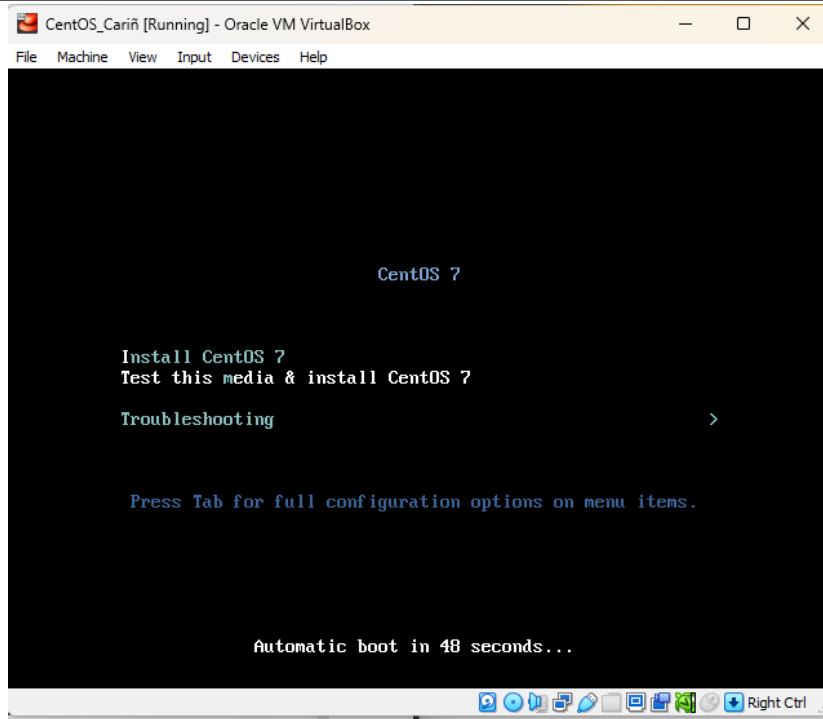 CentOS_Cariñ [Running] - Oracle VM VirtualBox
File Machine View Input Devices Help
CentOS 7
Install CentOS 7
Test this media & install CentOS 7
Troubleshooting >
Press Tab for full configuration options on menu items.
Automatic boot in 48 seconds...
Right Ctrl